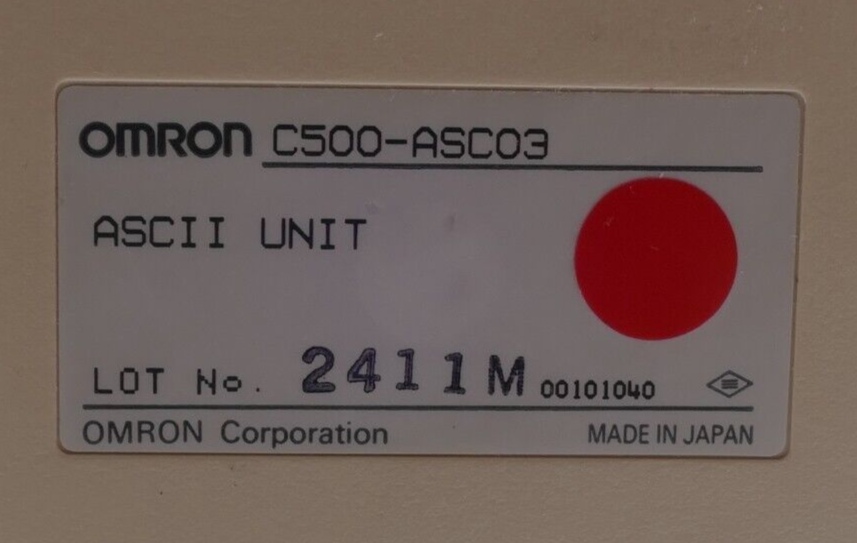 OMRON C500-ASC03
ASCII UNIT
LOT No. 2411M 00101040
OMRON Corporation MADE IN JAPAN